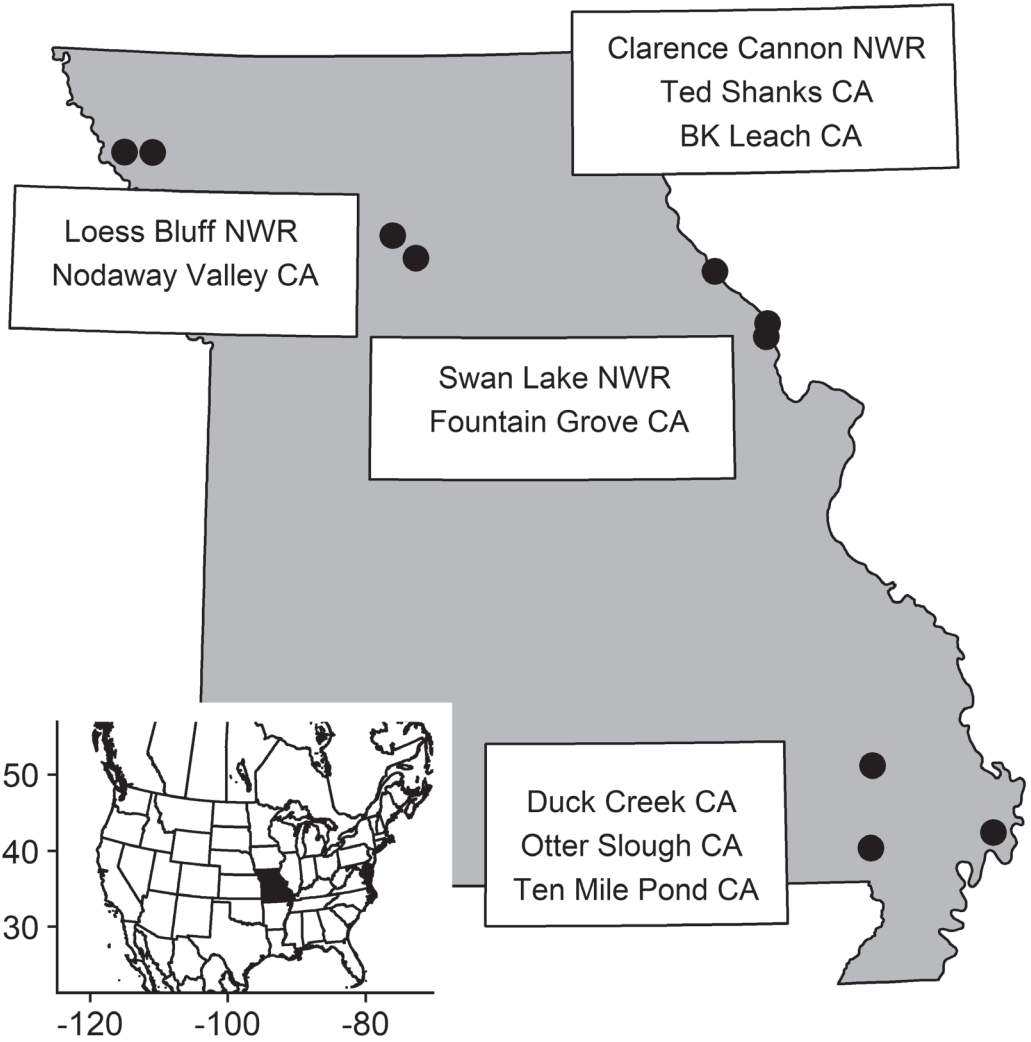 Clarence Cannon NWR
Ted Shanks CA
BK Leach CA
Loess Bluff NWR
Nodaway Valley CA
Swan Lake NWR
Fountain Grove CA
Duck Creek CA
Otter Slough CA
Ten Mile Pond CA
50
40
30
-120
-100
-80